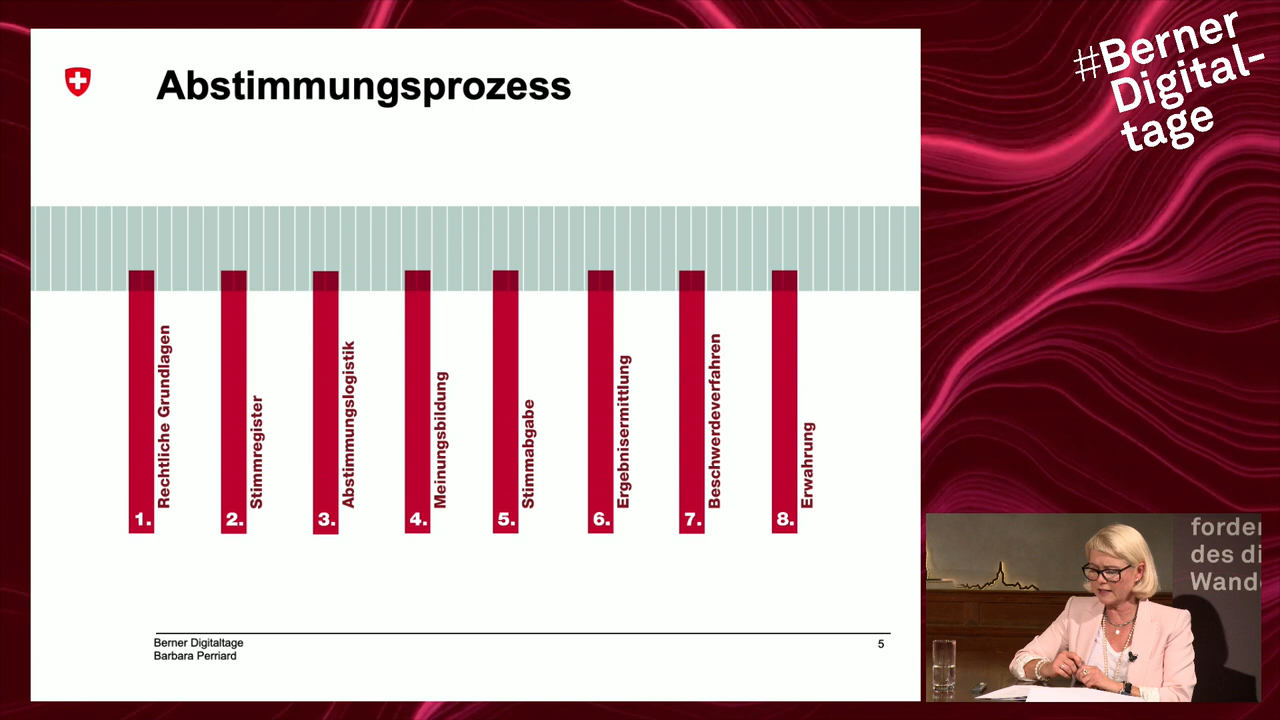 #Berner
Digital-
tage
Abstimmungsprozess
1. Rechtliche Grundlagen
2. Stimmregister
3. Abstimmungslogistik
4. Meinungsbildung
5. Stimmabgabe
6. Ergebnisermittlung
7. Beschwerdeverfahren
8. Erwahrung
Berner Digitaltage
Barbara Perriard
5
forder
des di
Wand